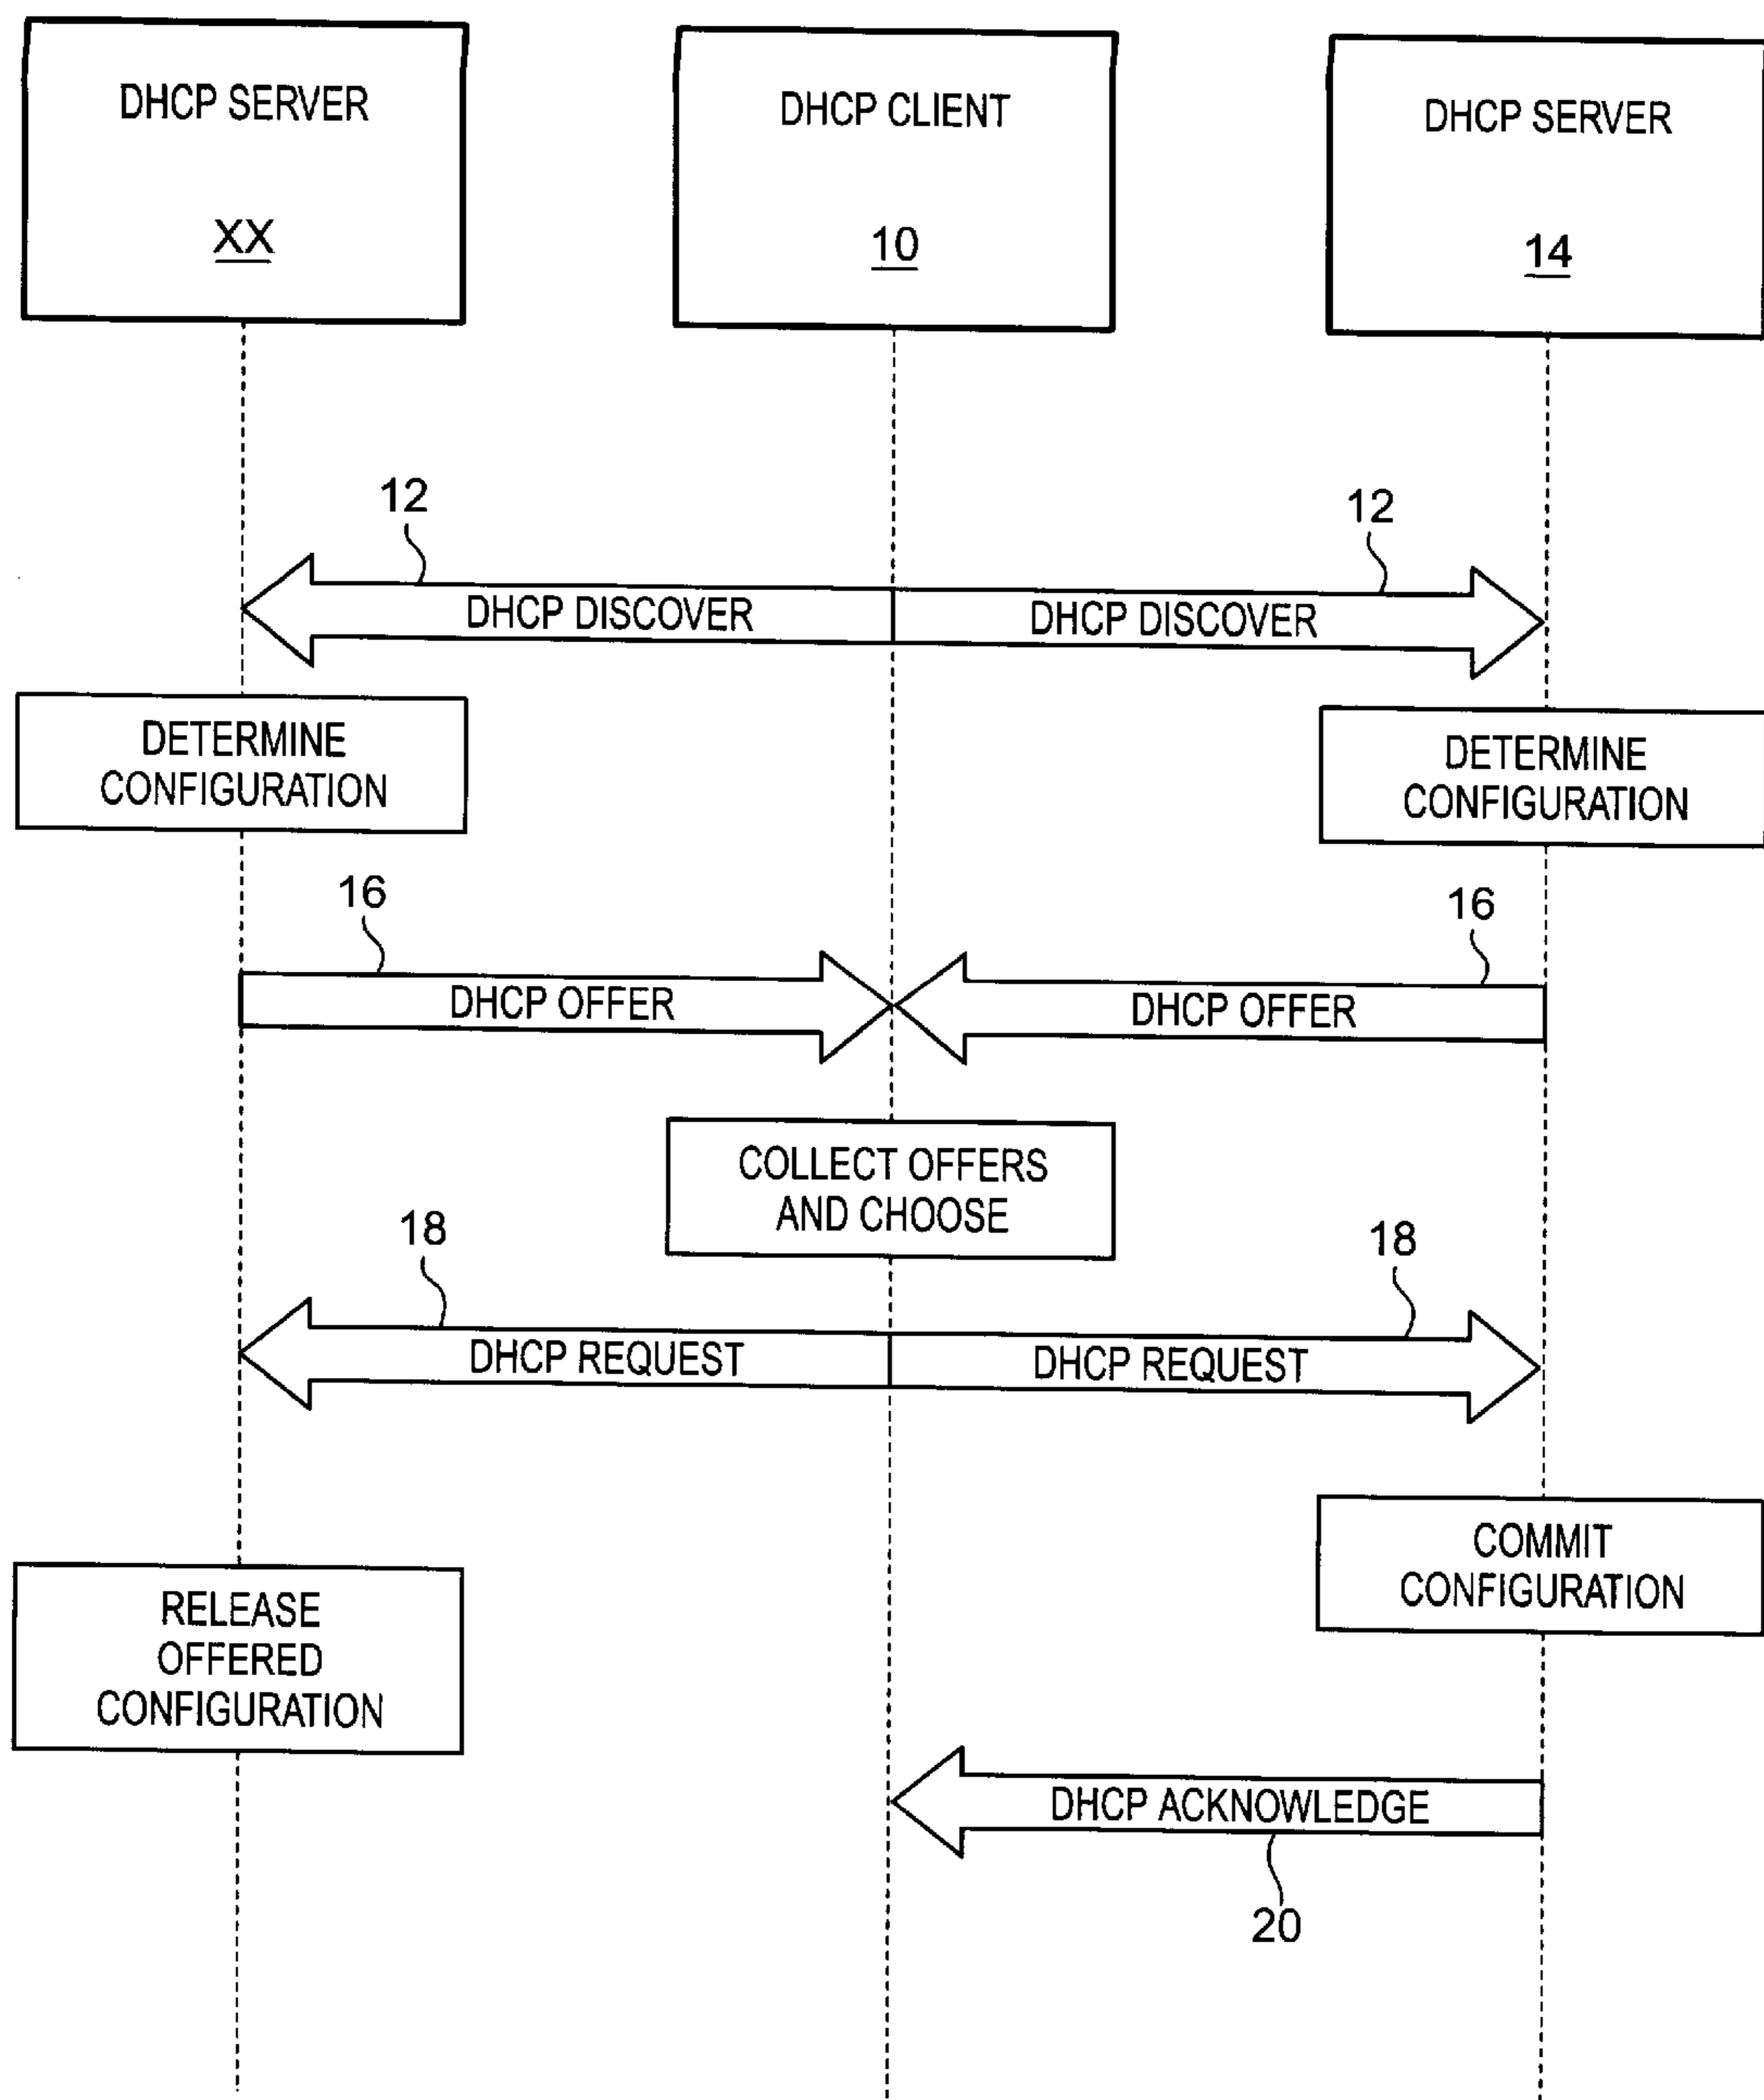 DHCP SERVER
XX
DHCP CLIENT
10
DHCP SERVER
14
12
12
DHCP DISCOVER
DHCP DISCOVER
DETERMINE
CONFIGURATION
DETERMINE
CONFIGURATION
16
16
DHCP OFFER
DHCP OFFER
COLLECT OFFERS
AND CHOOSE
18
18
DHCP REQUEST
DHCP REQUEST
COMMIT
CONFIGURATION
RELEASE
OFFERED
CONFIGURATION
DHCP ACKNOWLEDGE
20